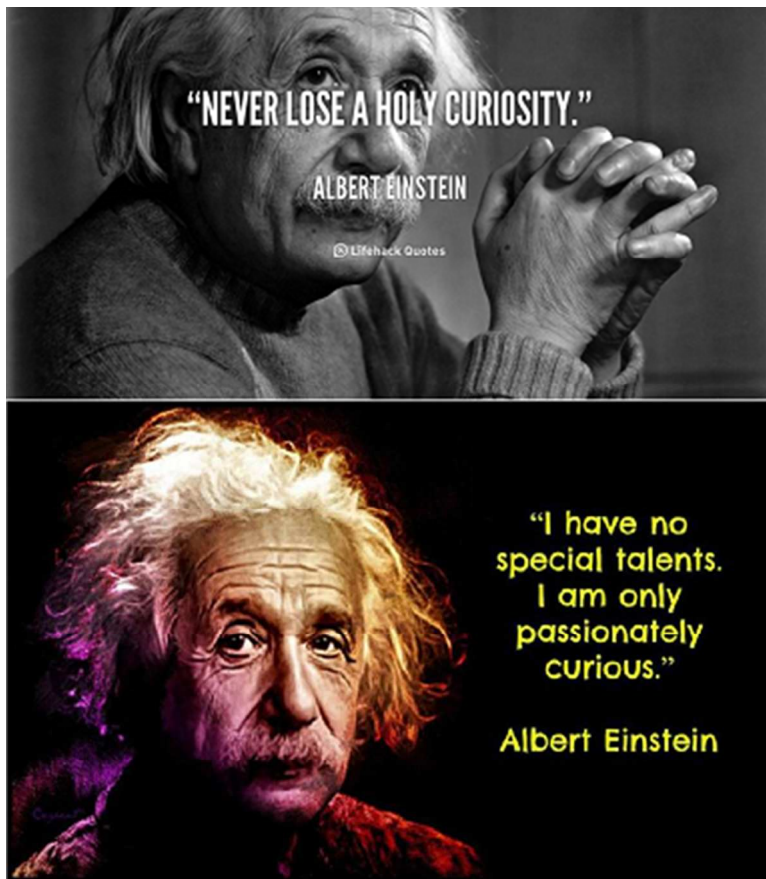 “NEVER LOSE A HOLY CURIOSITY.”
ALBERT EINSTEIN
Lifehack Quotes
“I have no
special talents.
I am only
passionately
curious.”
Albert Einstein